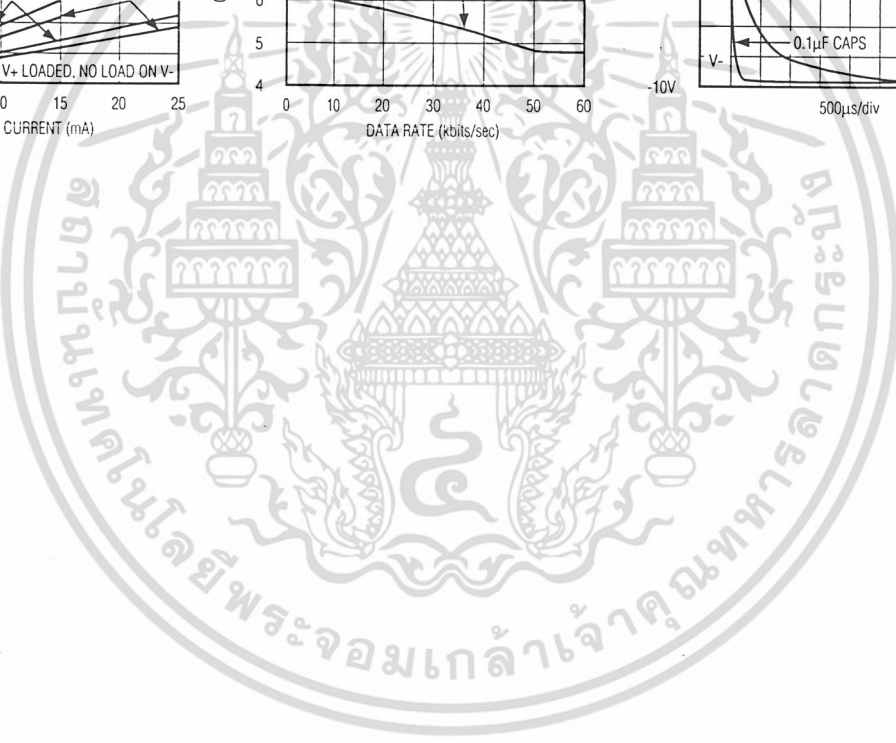 6
5
4
0 10 20 30 40 50 60
DATA RATE (kbits/sec)
V+ LOADED, NO LOAD ON V-
0 15 20 25
CURRENT (mA)
0.1µF CAPS
V-
-10V
500µs/div
สถาบันเทคโนโลยีพระจอมเกล้าเจ้าคุณทหารลาดกระบัง